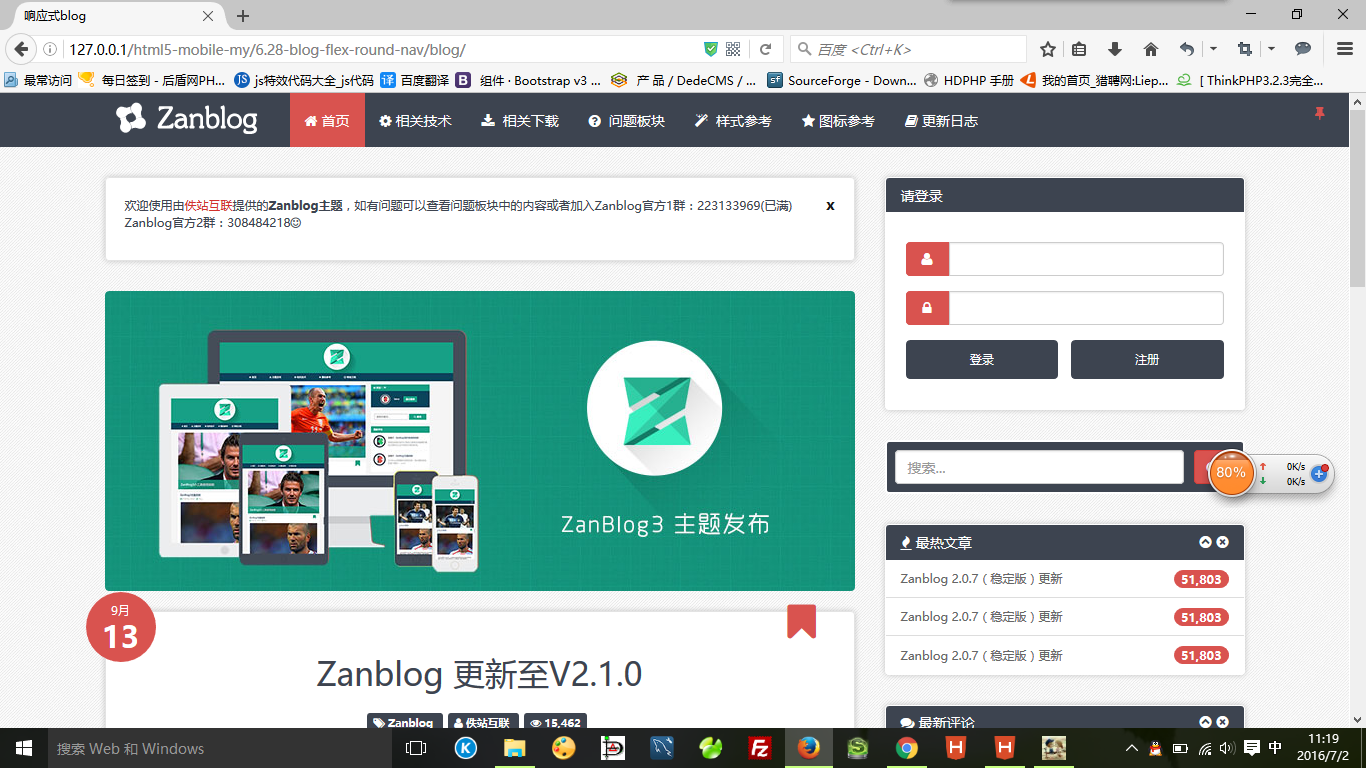 响应式blog
127.0.0.1/html5-mobile-my/6.28-blog-flex-round-nav/blog/
百度 <Ctrl+K>
最常访问 每日签到 - 后盾网PH... js特效代码大全_js代码 百度翻译 组件 · Bootstrap v3 ... 产 品 / DedeCMS / ... SourceForge - Down... HDPHP 手册 我的首页_猎聘网:Liep... [ ThinkPHP3.2.3完全...
Zanblog 首页 相关技术 相关下载 问题板块 样式参考 图标参考 更新日志
欢迎使用由佚站互联提供的Zanblog主题，如有问题可以查看问题板块中的内容或者加入Zanblog官方1群：223133969(已满)
Zanblog官方2群：308484218
x
ZanBlog3 主题发布
9月
13
Zanblog 更新至V2.1.0
Zanblog 佚站互联 15,462
请登录
登录 注册
搜索...
80%
0K/s
0K/s
最热文章
Zanblog 2.0.7（稳定版）更新 51,803
Zanblog 2.0.7（稳定版）更新 51,803
Zanblog 2.0.7（稳定版）更新 51,803
最新评论
搜索 Web 和 Windows
中
11:19
2016/7/2